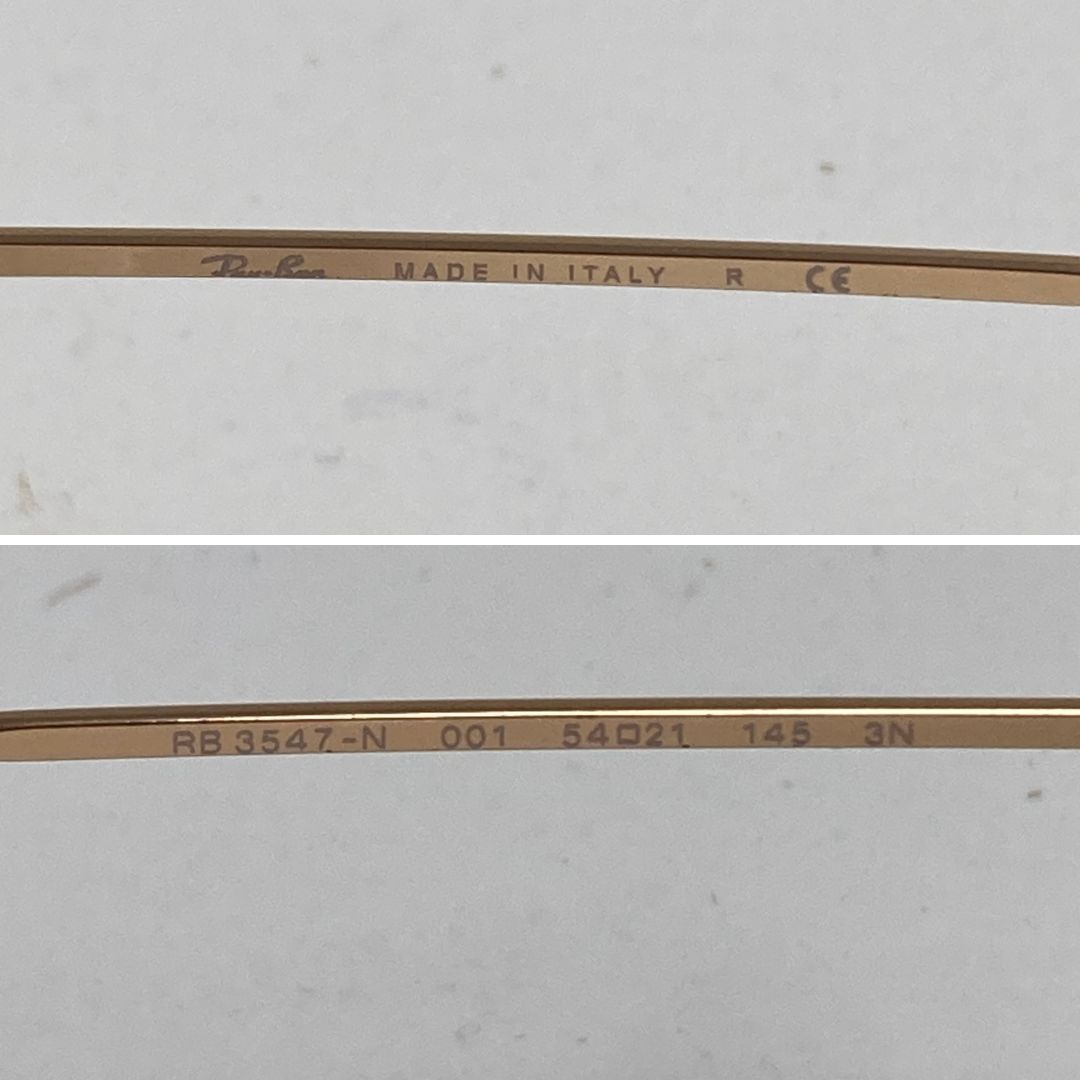 Ray-Ban MADE IN ITALY R CE
RB 3547-N 001 54□21 145 3N